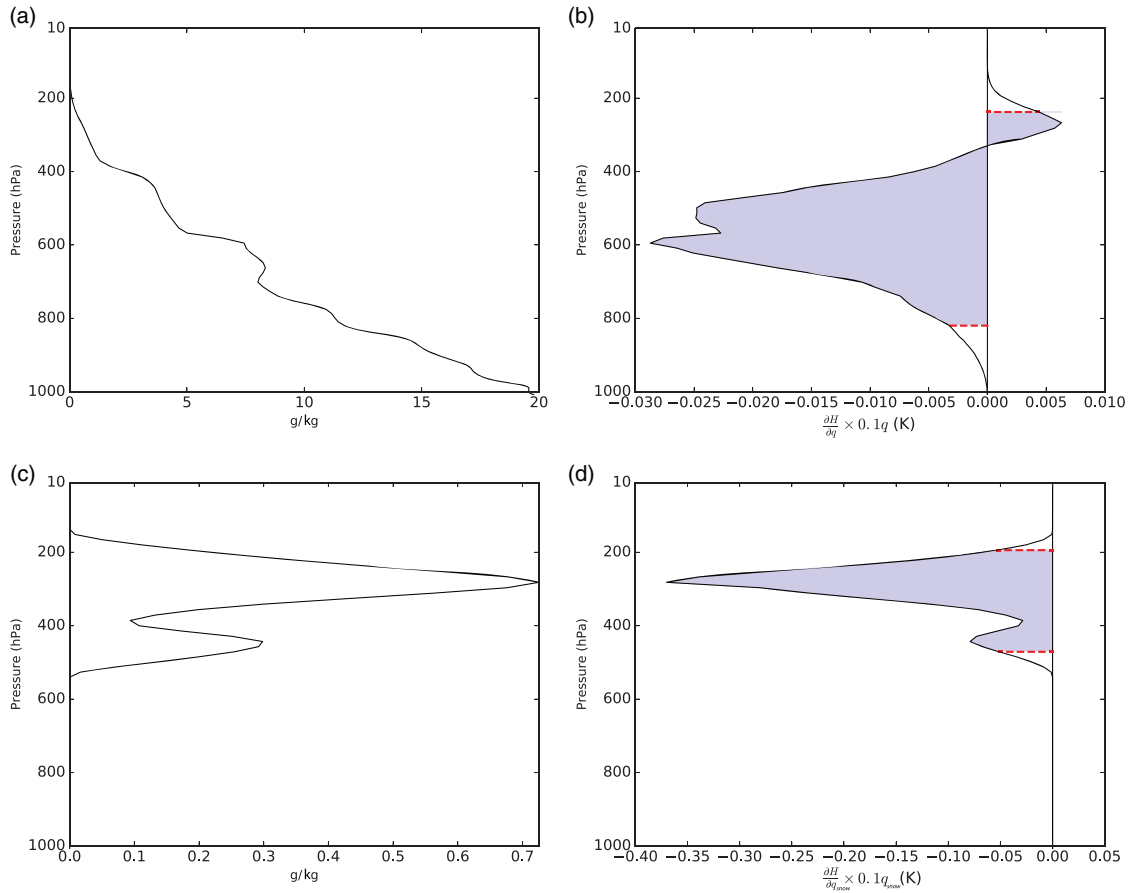 (a)
10
200
400
600
800
1000
Pressure (hPa)
0 5 10 15 20
g/kg
(b)
10
200
400
600
800
1000
Pressure (hPa)
−0.030 −0.025 −0.020 −0.015 −0.010 −0.005 0.000 0.005 0.010
∂H/∂q × 0.1q (K)
(c)
10
200
400
600
800
1000
Pressure (hPa)
0.0 0.1 0.2 0.3 0.4 0.5 0.6 0.7
g/kg
(d)
10
200
400
600
800
1000
Pressure (hPa)
−0.40 −0.35 −0.30 −0.25 −0.20 −0.15 −0.10 −0.05 0.00 0.05
∂H/∂q_snow × 0.1q_snow (K)